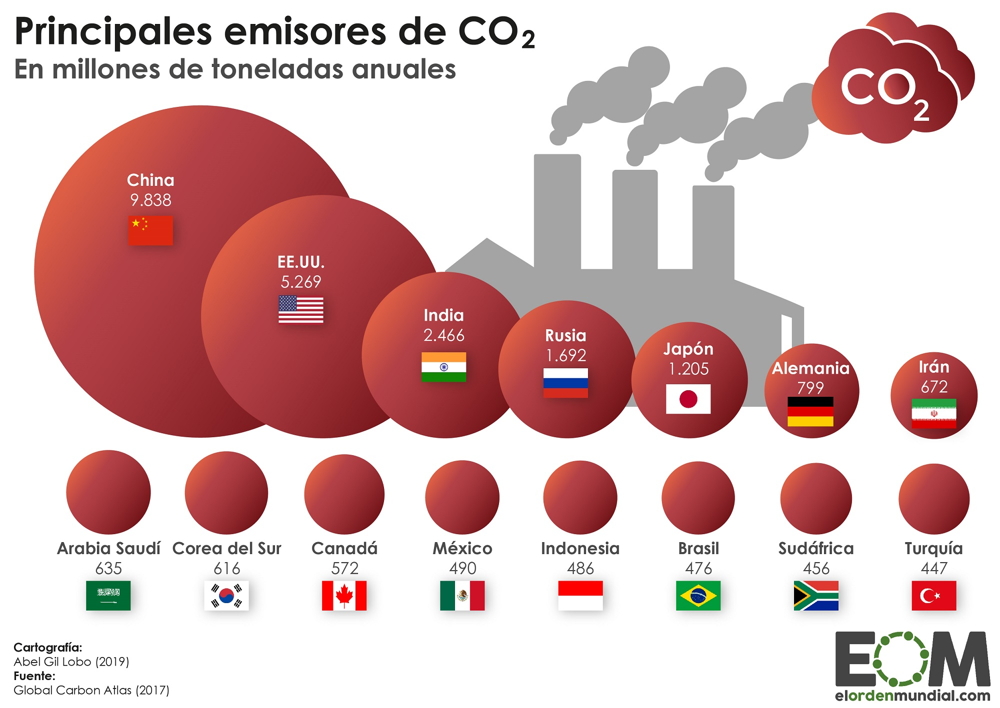 Principales emisores de CO₂
En millones de toneladas anuales
CO₂
China
9.838
EE.UU.
5.269
India
2.466
Rusia
1.692
Japón
1.205
Alemania
799
Irán
672
Arabia Saudí
635
Corea del Sur
616
Canadá
572
México
490
Indonesia
486
Brasil
476
Sudáfrica
456
Turquía
447
Cartografía:
Abel Gil Lobo (2019)
Fuente:
Global Carbon Atlas (2017)
EOM
elordenmundial.com